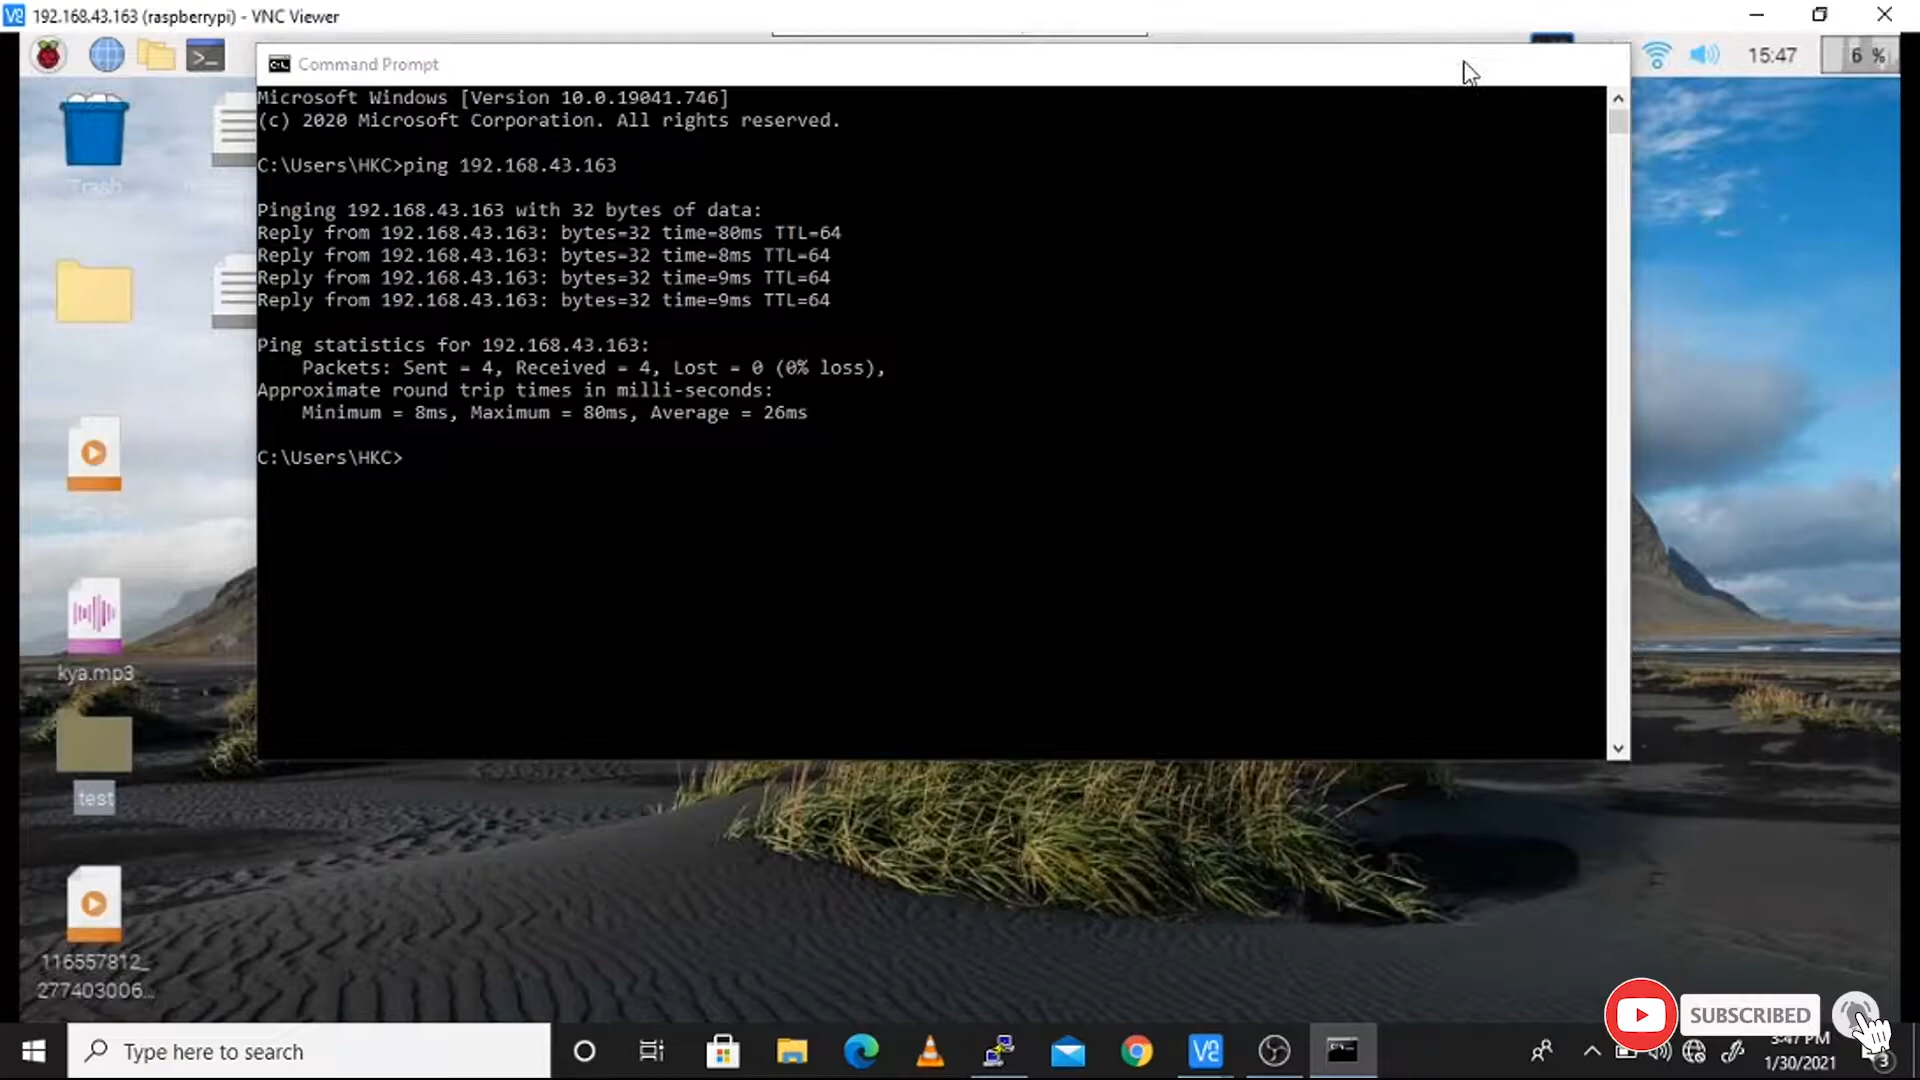 192.168.43.163 (raspberrypi) - VNC Viewer
15:47
6 %
Command Prompt
Microsoft Windows [Version 10.0.19041.746]
(c) 2020 Microsoft Corporation. All rights reserved.
C:\Users\HKC>ping 192.168.43.163
Pinging 192.168.43.163 with 32 bytes of data:
Reply from 192.168.43.163: bytes=32 time=80ms TTL=64
Reply from 192.168.43.163: bytes=32 time=8ms TTL=64
Reply from 192.168.43.163: bytes=32 time=9ms TTL=64
Reply from 192.168.43.163: bytes=32 time=9ms TTL=64
Ping statistics for 192.168.43.163:
Packets: Sent = 4, Received = 4, Lost = 0 (0% loss),
Approximate round trip times in milli-seconds:
Minimum = 8ms, Maximum = 80ms, Average = 26ms
C:\Users\HKC>
Trash
kya.mp3
test
116557812_
277403006...
SUBSCRIBED
Type here to search
3:47 PM
1/30/2021
3